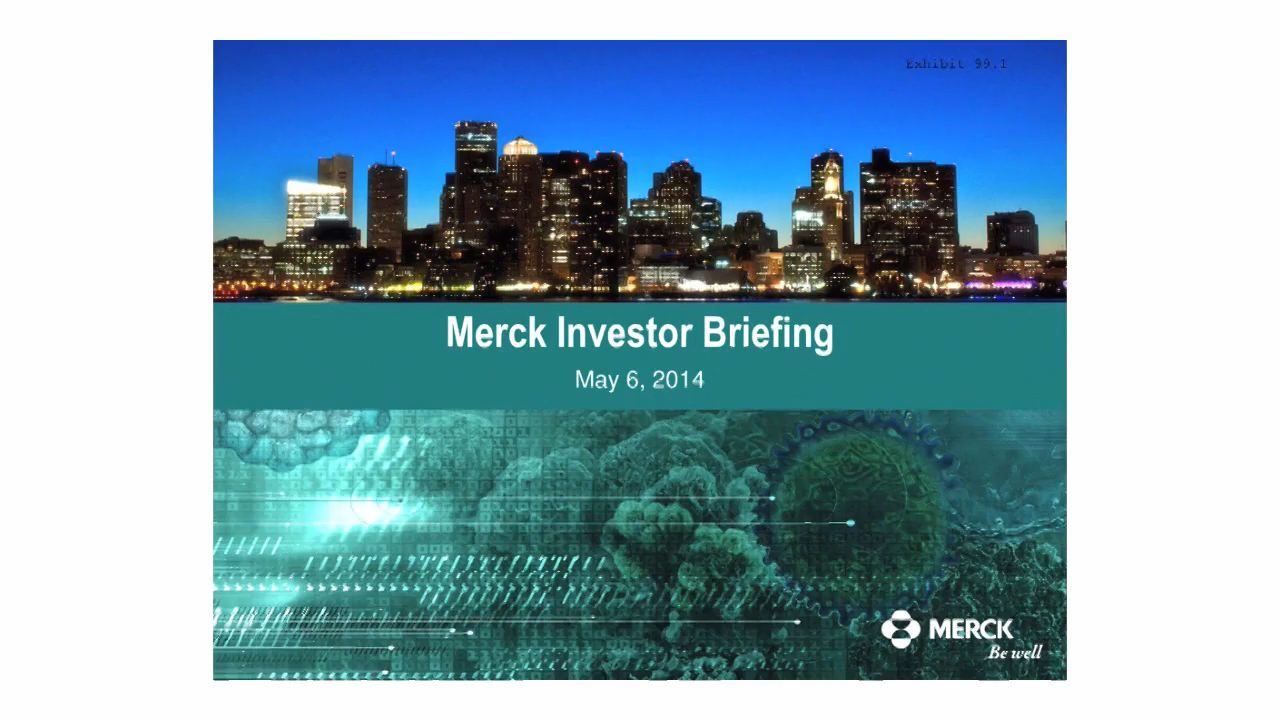 Exhibit 99.1
Merck Investor Briefing
May 6, 2014
MERCK
Be well